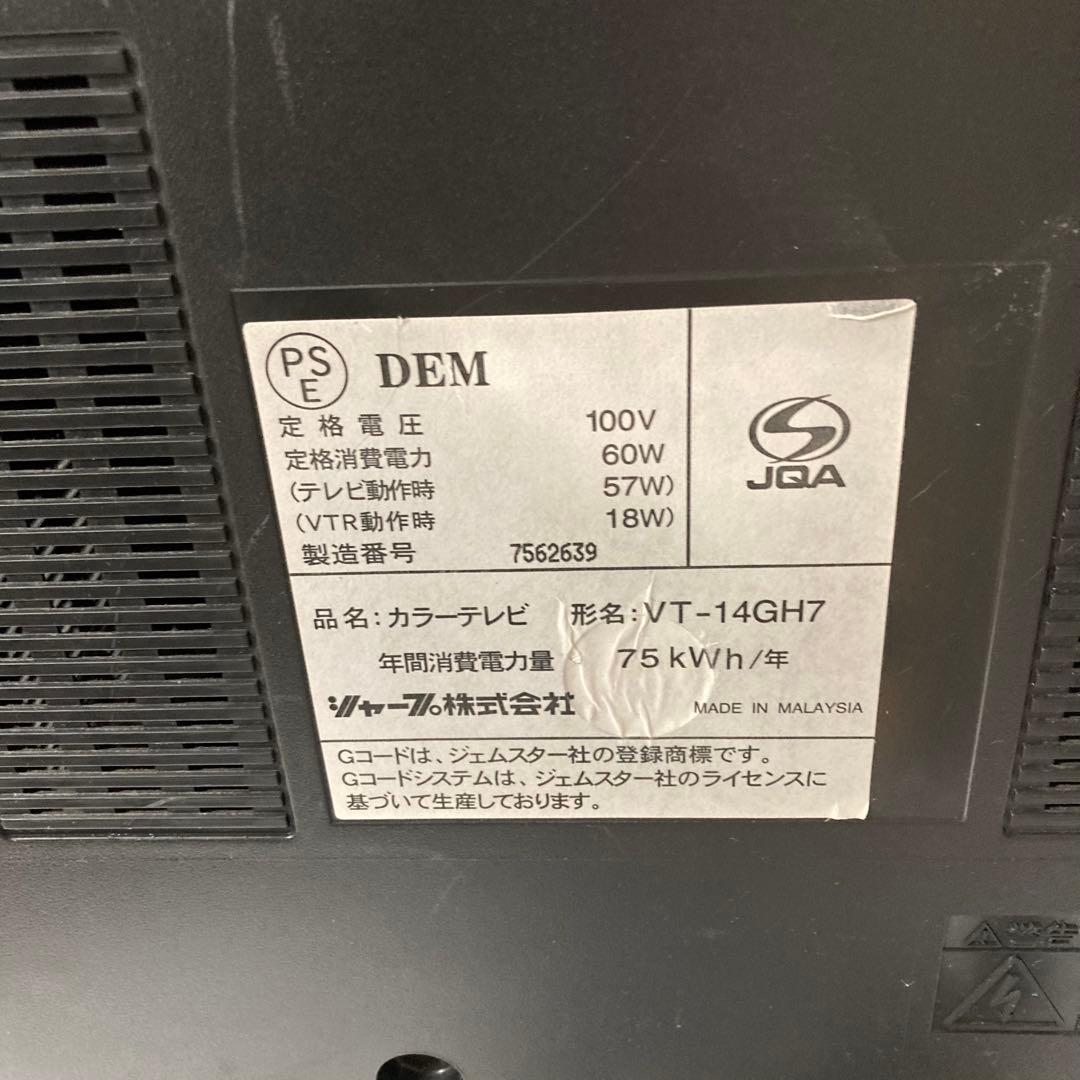 PS
E
DEM
定格電圧 100V
定格消費電力 60W
(テレビ動作時 57W)
(VTR動作時 18W)
製造番号 7562639
JQA
品名:カラーテレビ 形名:VT-14GH7
年間消費電力量 75kWh/年
シャープ株式会社 MADE IN MALAYSIA
Gコードは、ジェムスター社の登録商標です。
Gコードシステムは、ジェムスター社のライセンスに
基づいて生産しております。
警告